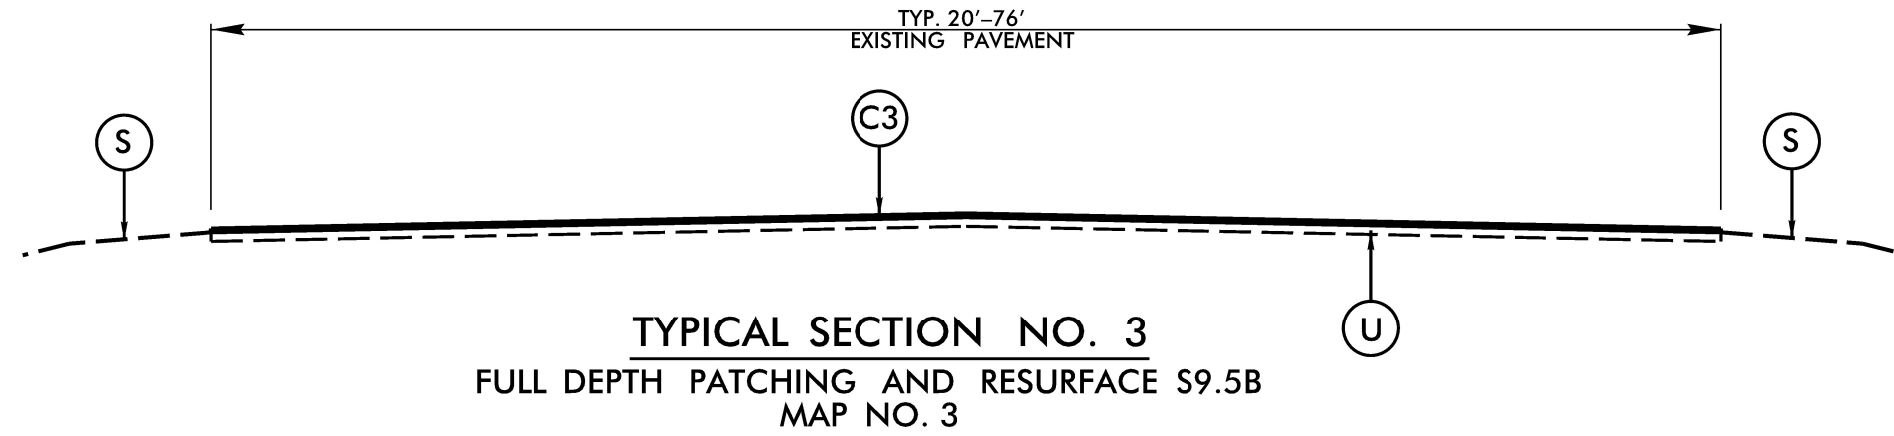 TYP. 20'–76'
EXISTING PAVEMENT
C3
S
S
U
TYPICAL SECTION NO. 3
FULL DEPTH PATCHING AND RESURFACE S9.5B
MAP NO. 3